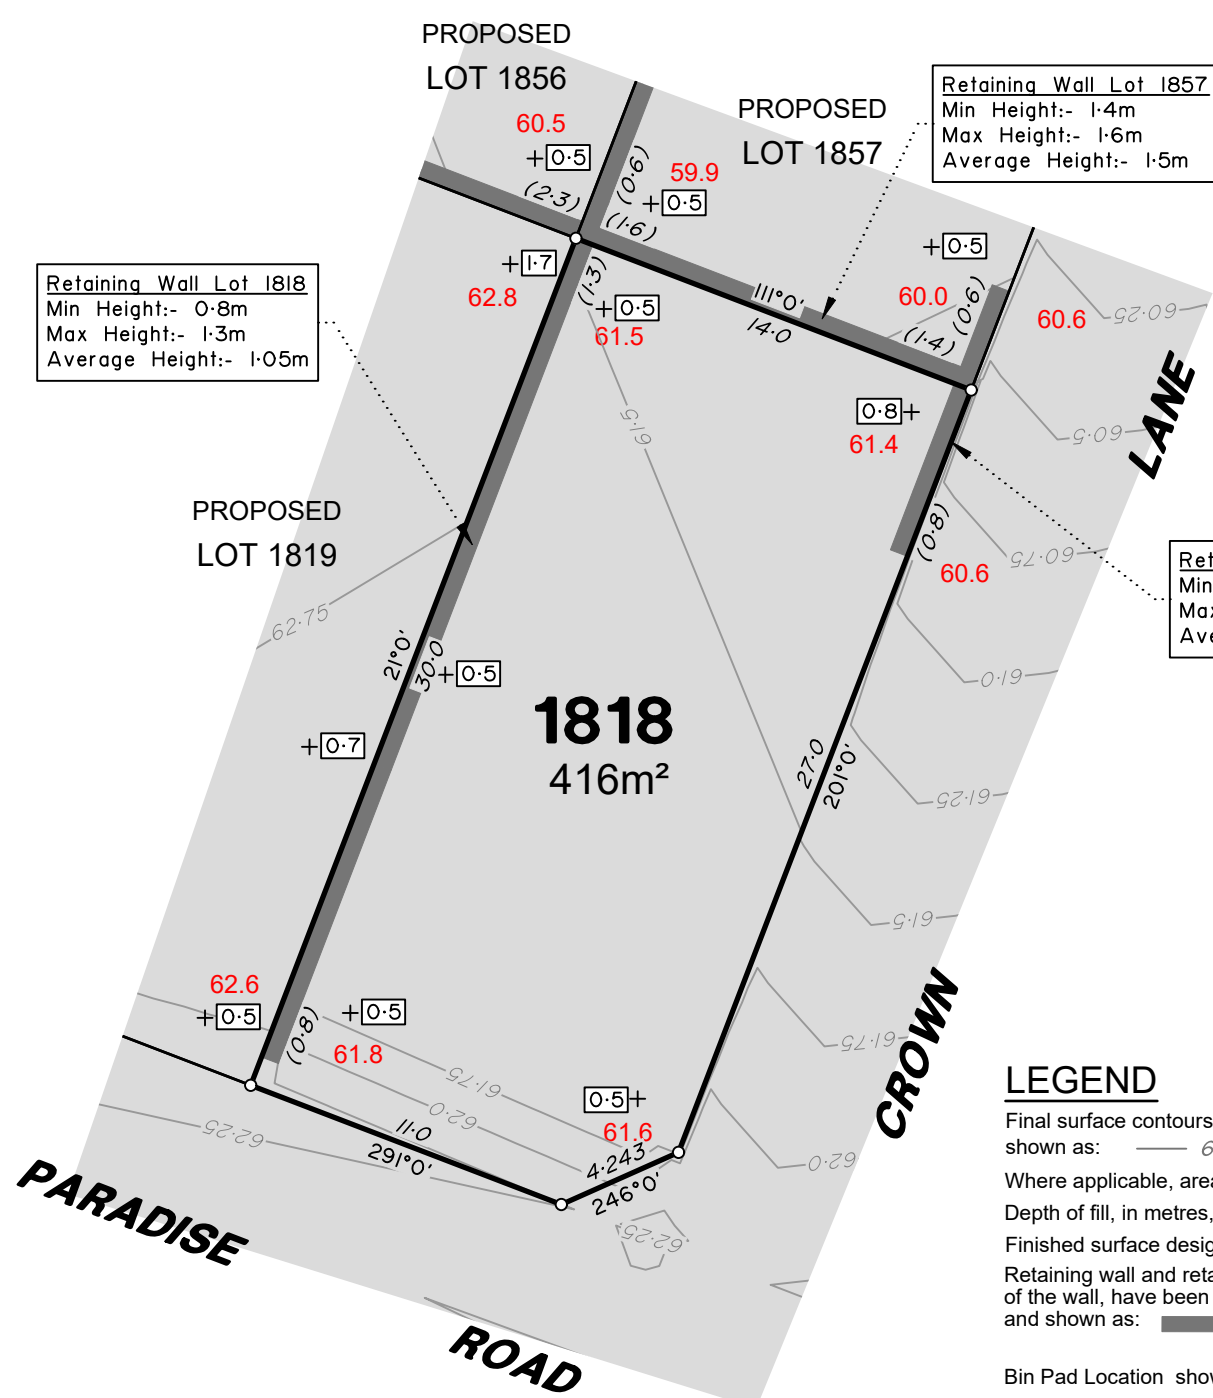 PROPOSED
LOT 1856
60.5
+0·5
(2·3)
(0·6)
PROPOSED
LOT 1857
59.9
+0·5
(1·6)
Retaining Wall Lot 1857
Min Height:- 1·4m
Max Height:- 1·6m
Average Height:- 1·5m
+0·5
60.0
(0·6)
(1·4)
60.6
60·25
60·5
60·75
61·0
61·25
61·5
61·75
62·0
LANE
Retaining Wall Lot 1818
Min Height:- 0·8m
Max Height:- 1·3m
Average Height:- 1·05m
+1·7
62.8
(1·3)
+0·5
61.5
111°0'
14·0
0·8+
61.4
61·5
(0·8)
60.6
Ret
Min
Max
Ave
PROPOSED
LOT 1819
62·75
21°0'
30·0
+0·5
+0·7
1818
416m²
27·0
201°0'
62.6
+0·5
(0·8)
+0·5
61.8
61·75
62·0
0·5+
61.6
11·0
291°0'
4·243
246°0'
62·25
62·25
PARADISE
ROAD
CROWN
LEGEND
Final surface contours
shown as: 6
Where applicable, area
Depth of fill, in metres,
Finished surface desig
Retaining wall and reta
of the wall, have been
and shown as:
Bin Pad Location show